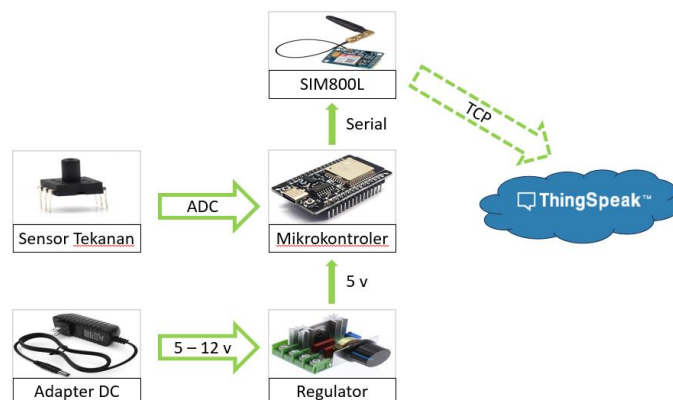 SIM800L
TCP
Serial
ThingSpeak™
ADC
Sensor Tekanan
Mikrokontroler
5 v
5 – 12 v
Adapter DC
Regulator